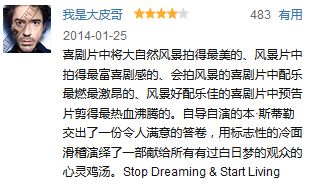 我是大皮哥 483 有用
2014-01-25
喜剧片中将大自然风景拍得最美的、风景片中
拍得最富喜剧感的、会拍风景的喜剧片中配乐
最燃最激昂的、风景好配乐佳的喜剧片中预告
片剪得最热血沸腾的。自导自演的本·斯蒂勒
交出了一份令人满意的答卷，用标志性的冷面
滑稽演绎了一部献给所有有过白日梦的观众的
心灵鸡汤。Stop Dreaming & Start Living